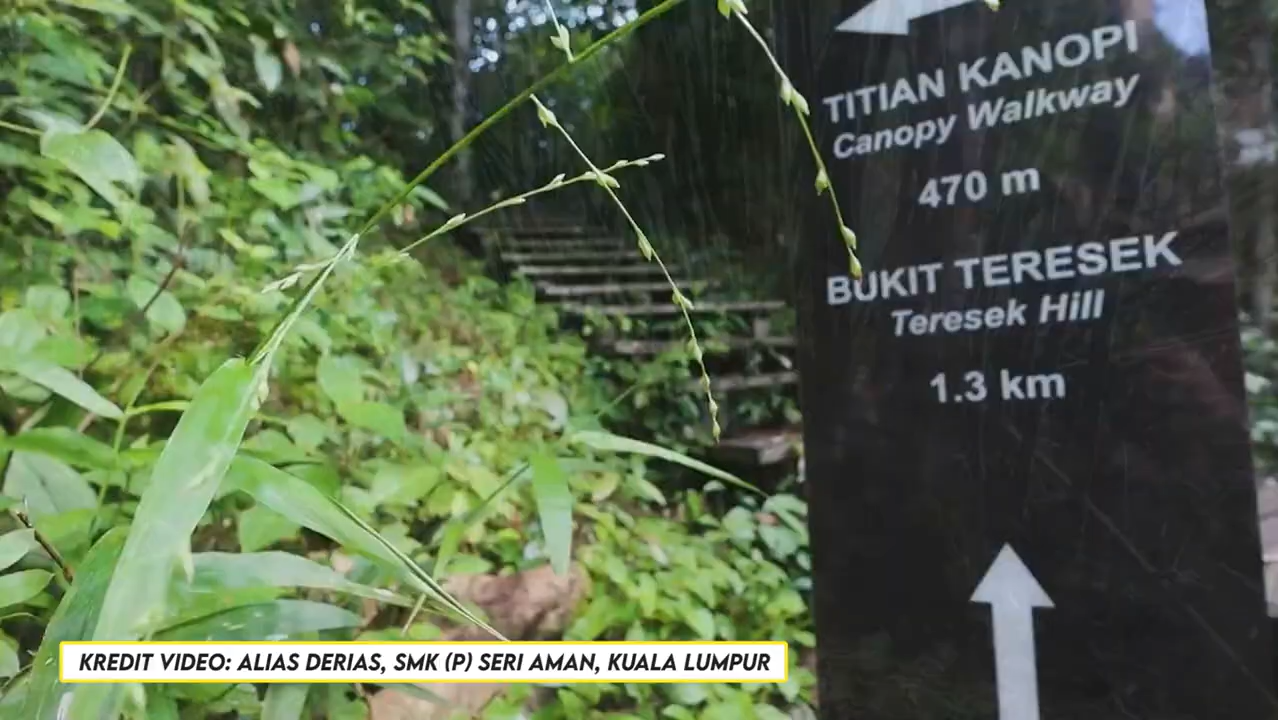 TITIAN KANOPI
Canopy Walkway
470 m
BUKIT TERESEK
Teresek Hill
1.3 km
KREDIT VIDEO: ALIAS DERIAS, SMK (P) SERI AMAN, KUALA LUMPUR